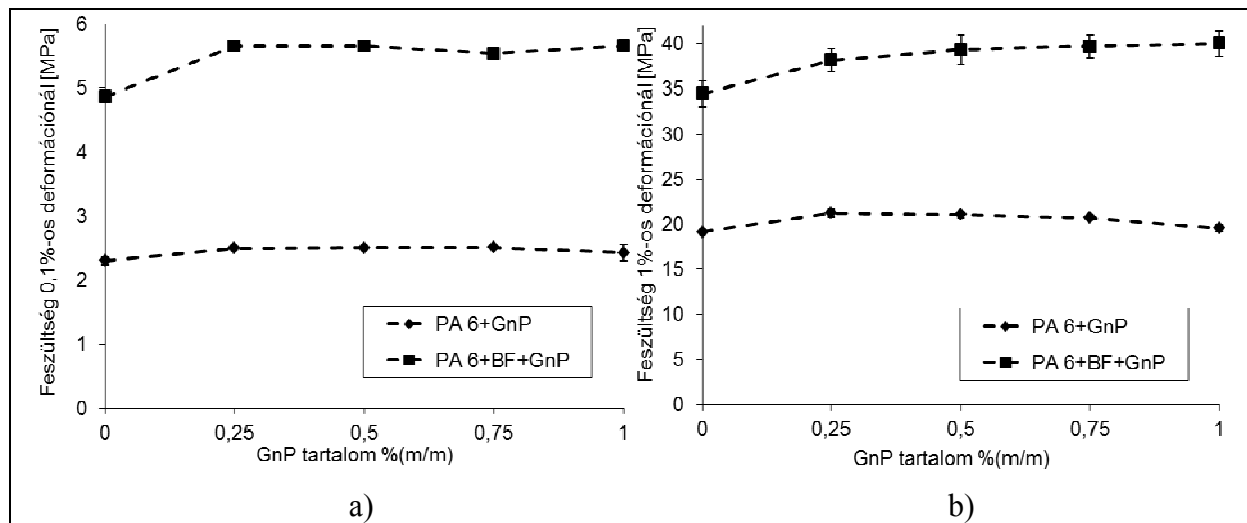 Feszültség 0,1%-os deformációnál [MPa]
6
5
4
3
2
1
0
0 0,25 0,5 0,75 1
GnP tartalom %(m/m)
PA 6+GnP
PA 6+BF+GnP
a)
Feszültség 1%-os deformációnál [MPa]
40
35
30
25
20
15
10
5
0
0 0,25 0,5 0,75 1
GnP tartalom %(m/m)
PA 6+GnP
PA 6+BF+GnP
b)